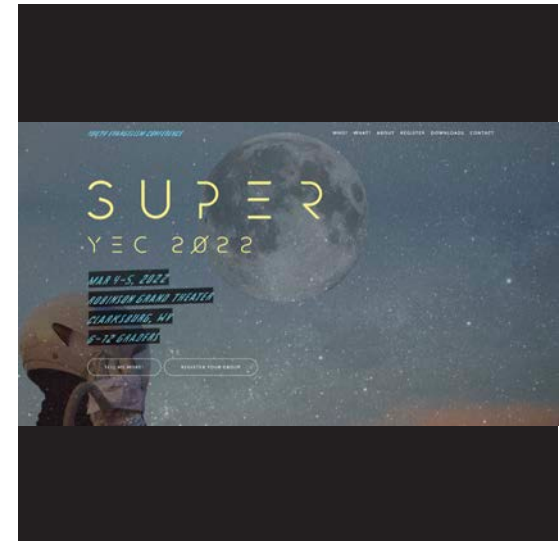 YOUTH EVANGELISM CONFERENCE
WHO? WHAT? ABOUT REGISTER DOWNLOADS CONTACT
SUPER
YEC 2022
MAR 4-5, 2022
ROBINSON GRAND THEATER
CLARKSBURG, WV
6-12 GRADERS
TELL ME MORE!
REGISTER YOUR GROUP